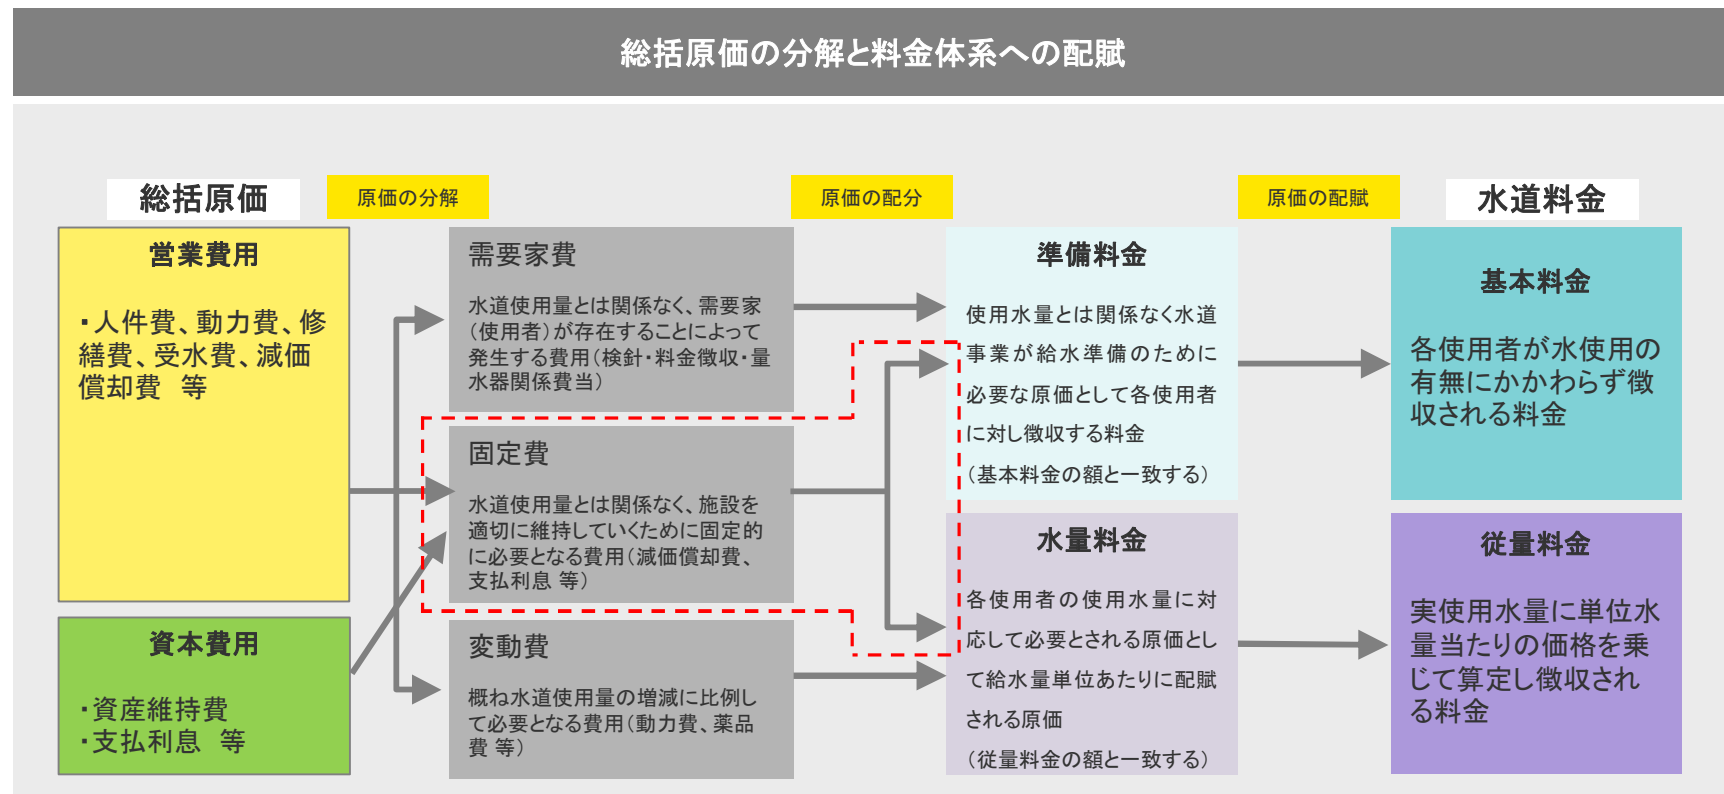 総括原価の分解と料金体系への配賦
総括原価
原価の分解
原価の配分
原価の配賦
水道料金
営業費用
・人件費、動力費、修
繕費、受水費、減価
償却費　等
資本費用
・資産維持費
・支払利息　等
需要家費
水道使用量とは関係なく、需要家
（使用者）が存在することによって
発生する費用（検針・料金徴収・量
水器関係費当）
固定費
水道使用量とは関係なく、施設を
適切に維持していくために固定的
に必要となる費用（減価償却費、
支払利息 等）
変動費
概ね水道使用量の増減に比例し
て必要となる費用（動力費、薬品
費 等）
準備料金
使用水量とは関係なく水道
事業が給水準備のために
必要な原価として各使用者
に対し徴収する料金
（基本料金の額と一致する）
水量料金
各使用者の使用水量に対
応して必要とされる原価とし
て給水量単位あたりに配賦
される原価
（従量料金の額と一致する）
基本料金
各使用者が水使用の
有無にかかわらず徴
収される料金
従量料金
実使用水量に単位水
量当たりの価格を乗
じて算定し徴収され
る料金